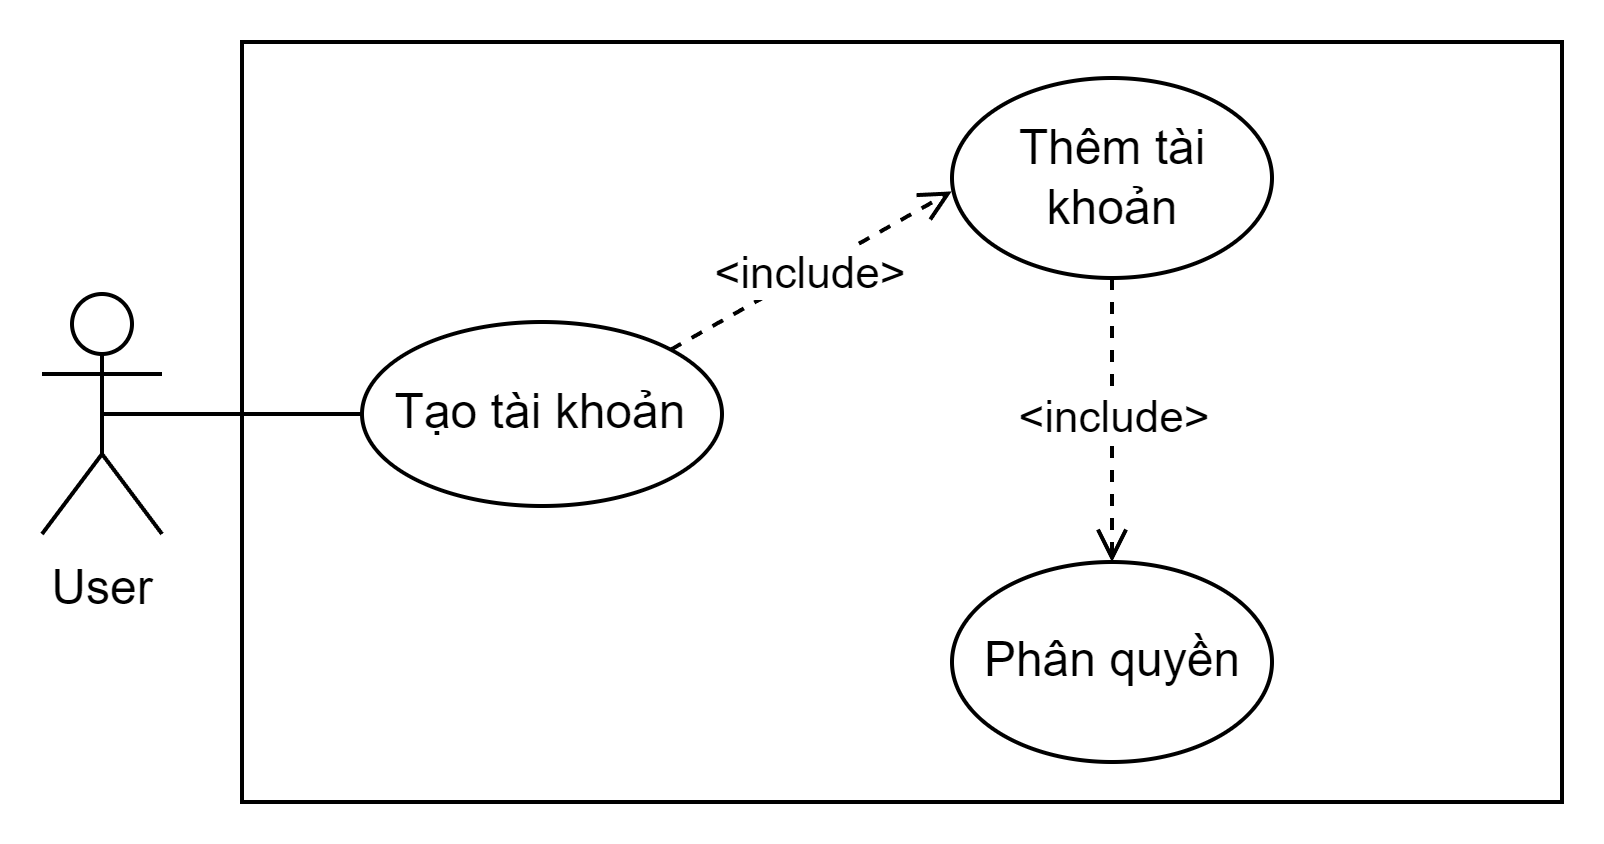 Thêm tài
khoản
<include>
Tạo tài khoản
<include>
User
Phân quyền